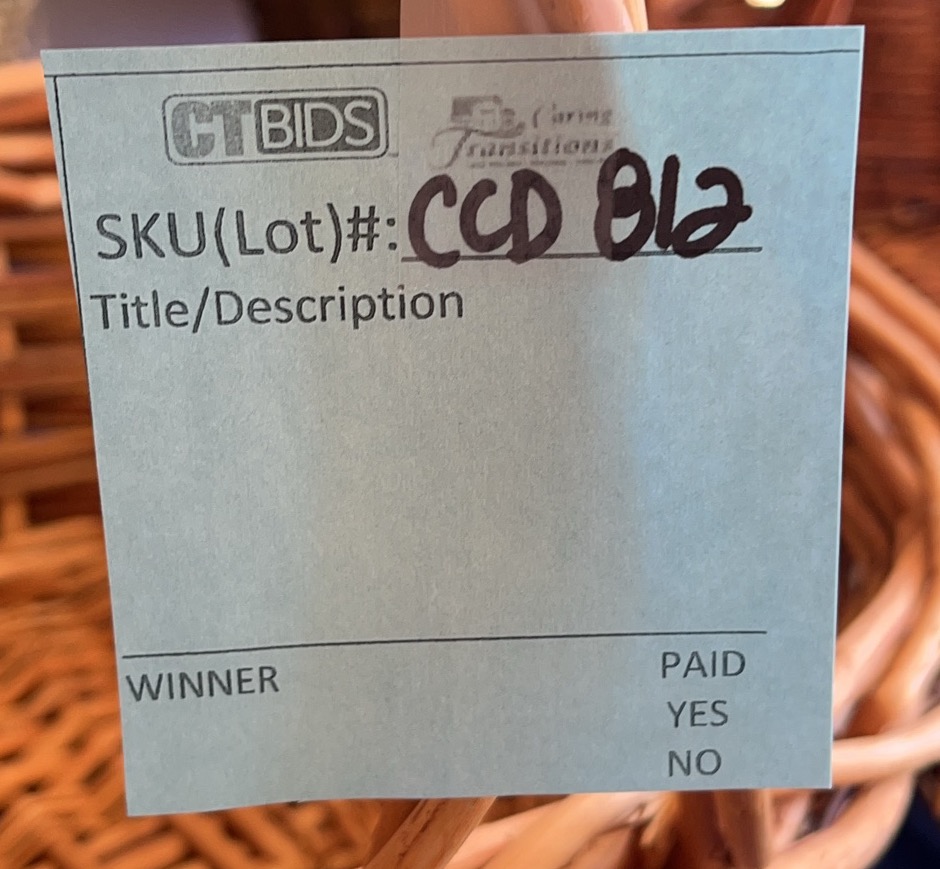 CTBIDS
Caring
Transitions
SKU(Lot)#: CCD B12
Title/Description
WINNER
PAID
YES
NO